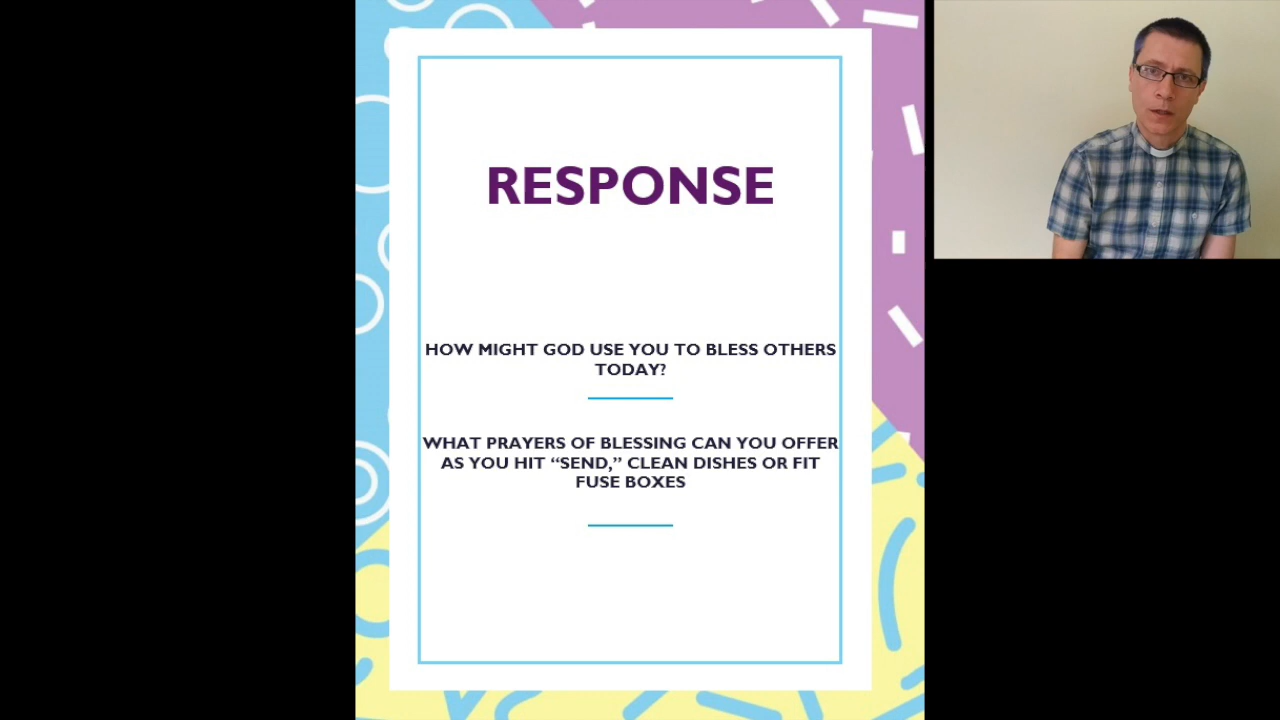 RESPONSE
HOW MIGHT GOD USE YOU TO BLESS OTHERS
TODAY?
WHAT PRAYERS OF BLESSING CAN YOU OFFER
AS YOU HIT “SEND,” CLEAN DISHES OR FIT
FUSE BOXES